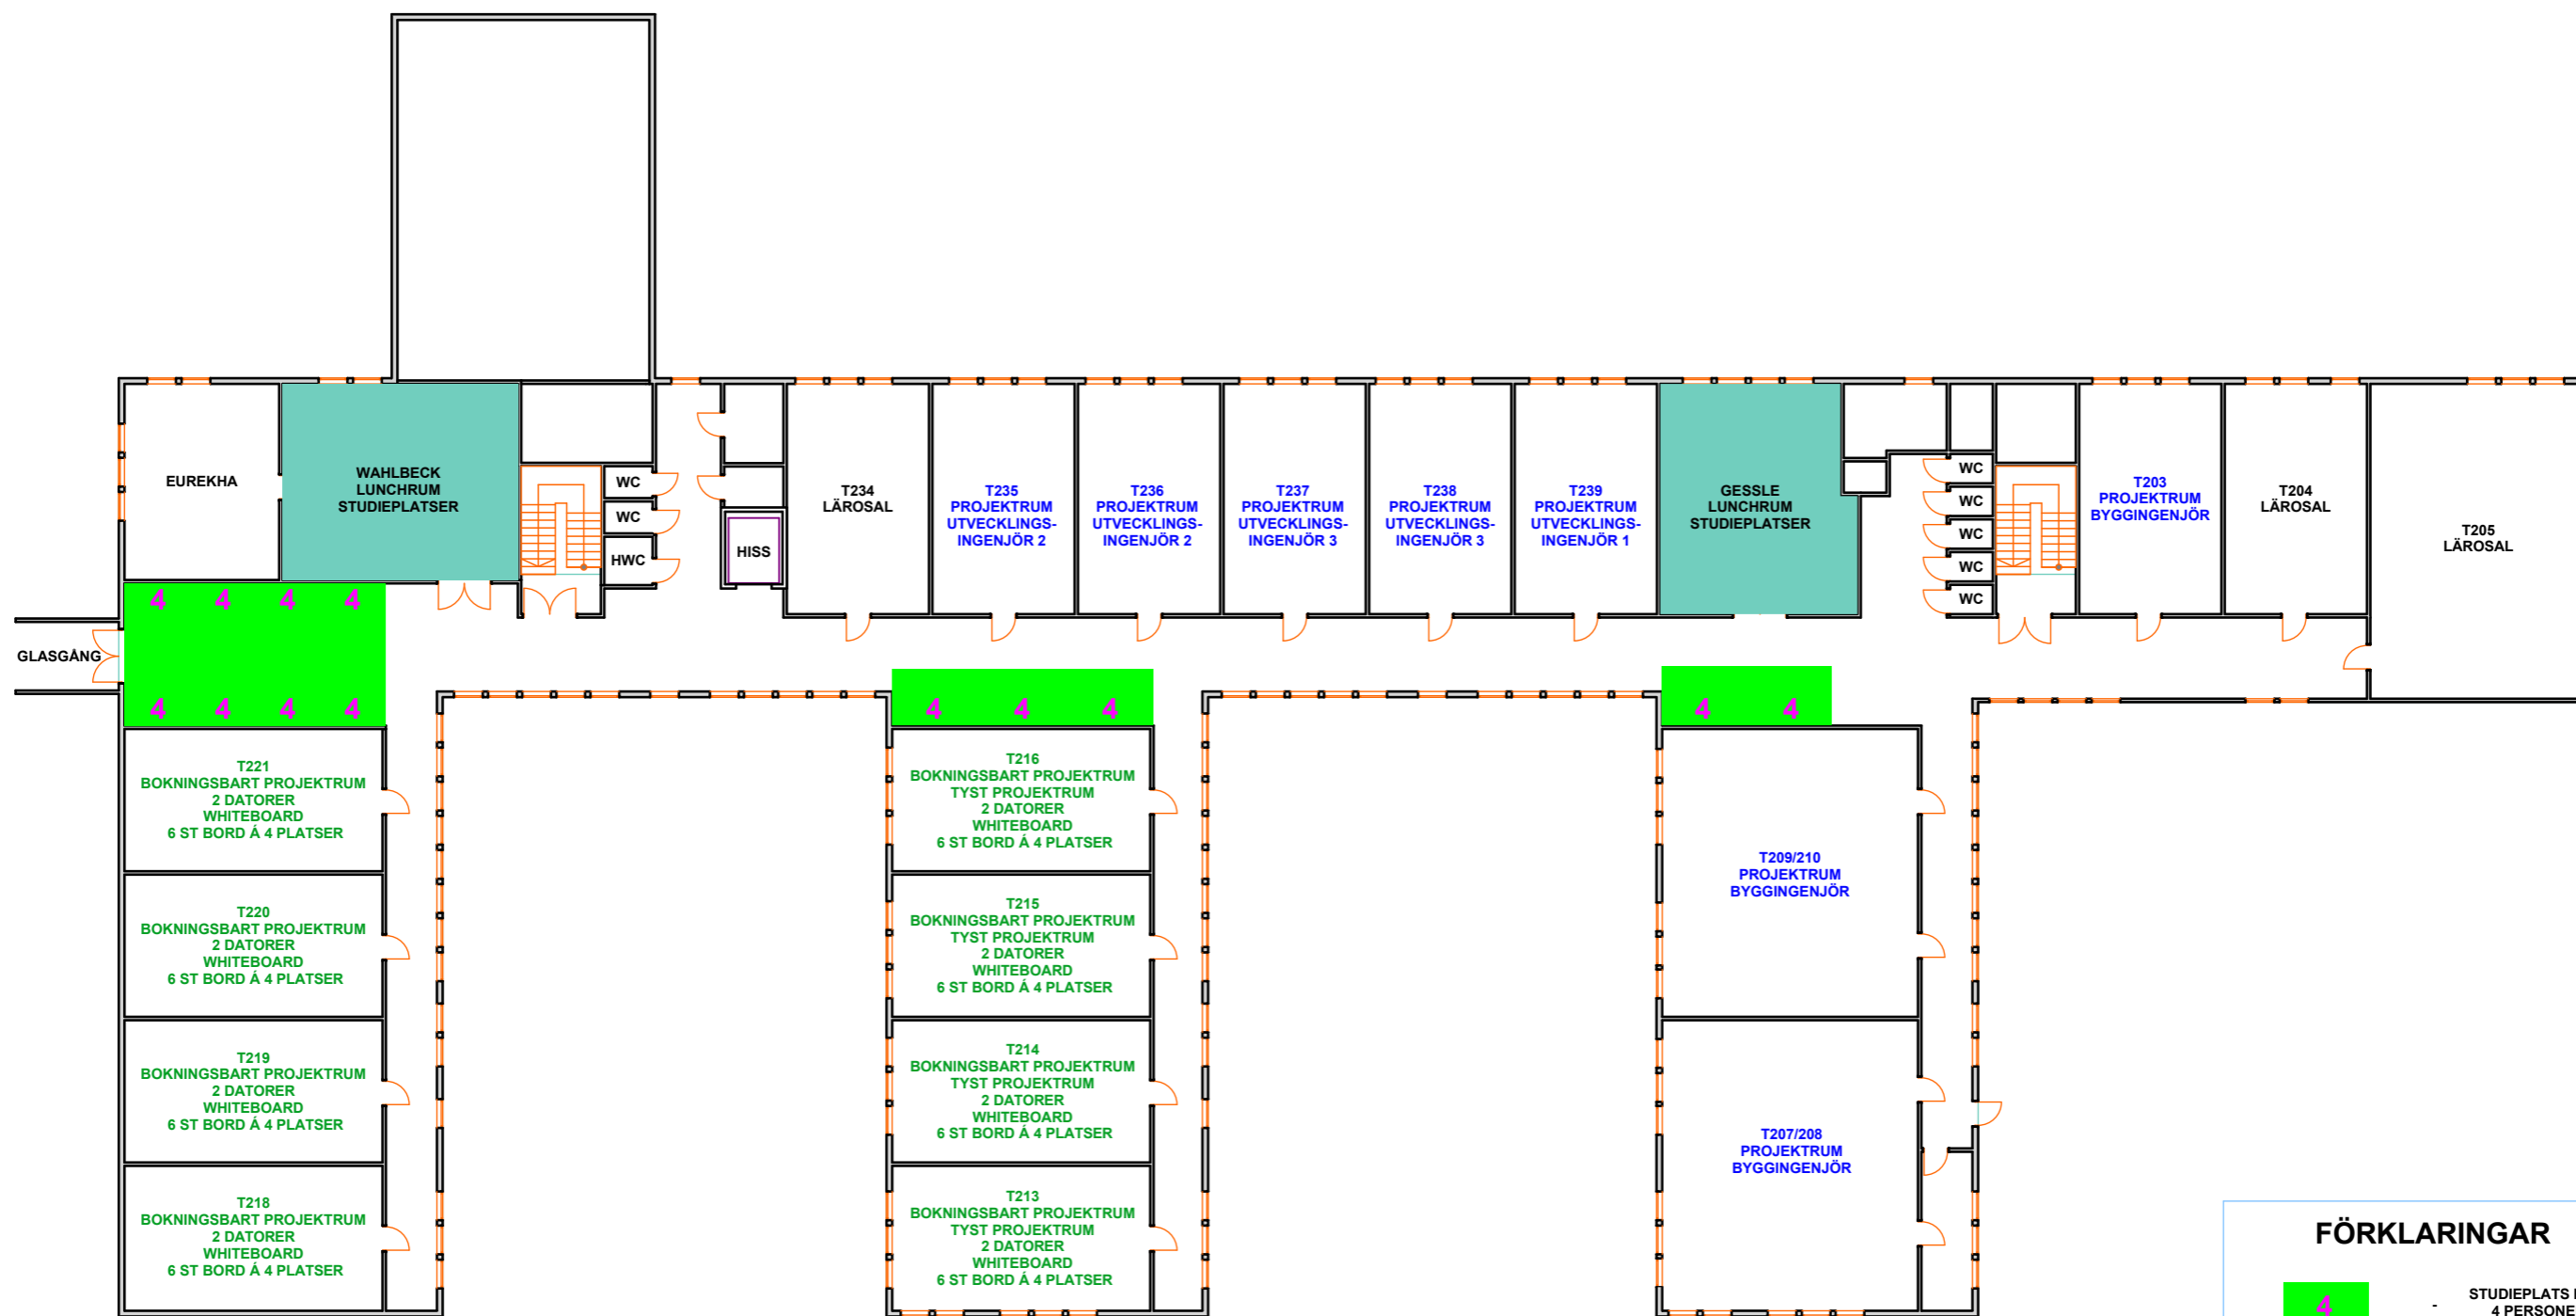 EUREKHA
WAHLBECK
LUNCHRUM
STUDIEPLATSER
WC
WC
HWC
HISS
T234
LÄROSAL
T235
PROJEKTRUM
UTVECKLINGS-
INGENJÖR 2
T236
PROJEKTRUM
UTVECKLINGS-
INGENJÖR 2
T237
PROJEKTRUM
UTVECKLINGS-
INGENJÖR 3
T238
PROJEKTRUM
UTVECKLINGS-
INGENJÖR 3
T239
PROJEKTRUM
UTVECKLINGS-
INGENJÖR 1
GESSLE
LUNCHRUM
STUDIEPLATSER
WC
WC
WC
WC
WC
T203
PROJEKTRUM
BYGGINGENJÖR
T204
LÄROSAL
T205
LÄROSAL
4 4 4 4
GLASGÅNG
4 4 4 4
4 4 4
4 4
T221
BOKNINGSBART PROJEKTRUM
2 DATORER
WHITEBOARD
6 ST BORD Á 4 PLATSER
T220
BOKNINGSBART PROJEKTRUM
2 DATORER
WHITEBOARD
6 ST BORD Á 4 PLATSER
T219
BOKNINGSBART PROJEKTRUM
2 DATORER
WHITEBOARD
6 ST BORD Á 4 PLATSER
T218
BOKNINGSBART PROJEKTRUM
2 DATORER
WHITEBOARD
6 ST BORD Á 4 PLATSER
T216
BOKNINGSBART PROJEKTRUM
TYST PROJEKTRUM
2 DATORER
WHITEBOARD
6 ST BORD Á 4 PLATSER
T215
BOKNINGSBART PROJEKTRUM
TYST PROJEKTRUM
2 DATORER
WHITEBOARD
6 ST BORD Á 4 PLATSER
T214
BOKNINGSBART PROJEKTRUM
TYST PROJEKTRUM
2 DATORER
WHITEBOARD
6 ST BORD Á 4 PLATSER
T213
BOKNINGSBART PROJEKTRUM
TYST PROJEKTRUM
2 DATORER
WHITEBOARD
6 ST BORD Á 4 PLATSER
T209/210
PROJEKTRUM
BYGGINGENJÖR
T207/208
PROJEKTRUM
BYGGINGENJÖR
FÖRKLARINGAR
4 - STUDIEPLATS
4 PERSONE